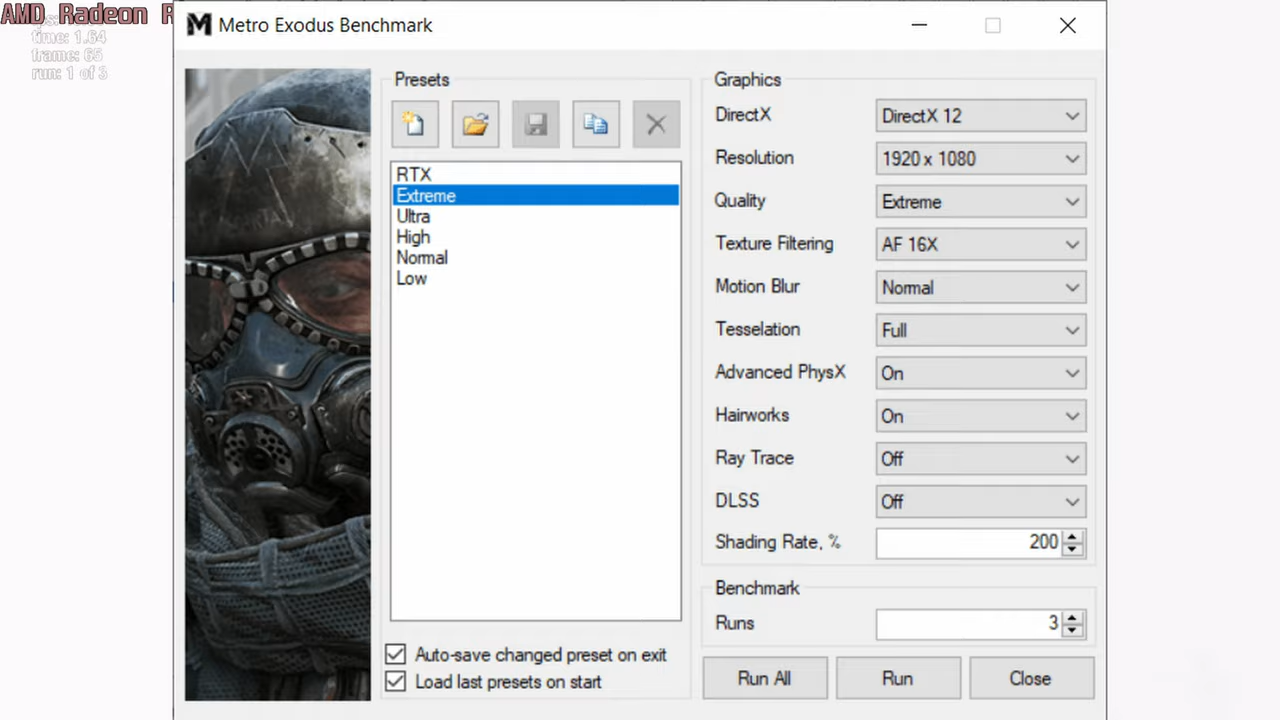 AMD Radeon R
time: 1.64
frame: 65
run: 1 of 3
Metro Exodus Benchmark
Presets
RTX
Extreme
Ultra
High
Normal
Low
Auto-save changed preset on exit
Load last presets on start
Graphics
DirectX DirectX 12
Resolution 1920 x 1080
Quality Extreme
Texture Filtering AF 16X
Motion Blur Normal
Tesselation Full
Advanced PhysX On
Hairworks On
Ray Trace Off
DLSS Off
Shading Rate, % 200
Benchmark
Runs 3
Run All Run Close